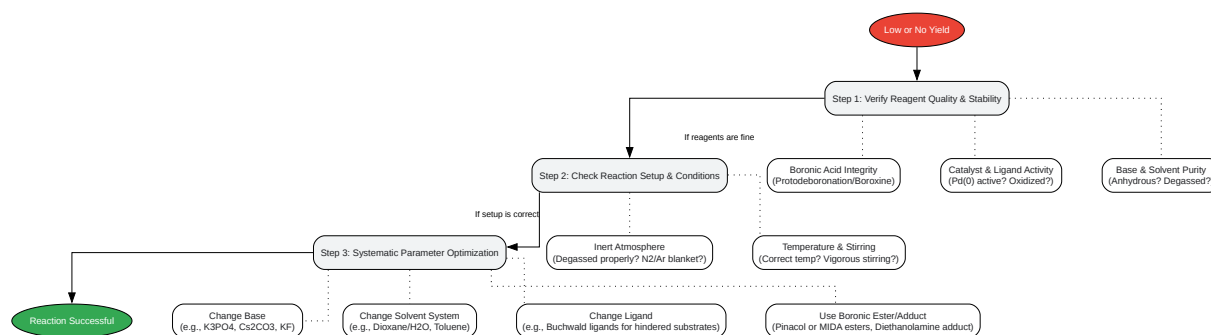 Low or No Yield
Step 1: Verify Reagent Quality & Stability
If reagents are fine
Boronic Acid Integrity
(Protodeboronation/Boroxine)
Catalyst & Ligand Activity
(Pd(0) active? Oxidized?)
Base & Solvent Purity
(Anhydrous? Degassed?)
Step 2: Check Reaction Setup & Conditions
If setup is correct
Inert Atmosphere
(Degassed properly? N2/Ar blanket?)
Temperature & Stirring
(Correct temp? Vigorous stirring?)
Step 3: Systematic Parameter Optimization
Reaction Successful
Change Base
(e.g., K3PO4, Cs2CO3, KF)
Change Solvent System
(e.g., Dioxane/H2O, Toluene)
Change Ligand
(e.g., Buchwald ligands for hindered substrates)
Use Boronic Ester/Adduct
(Pinacol or MIDA esters, Diethanolamine adduct)